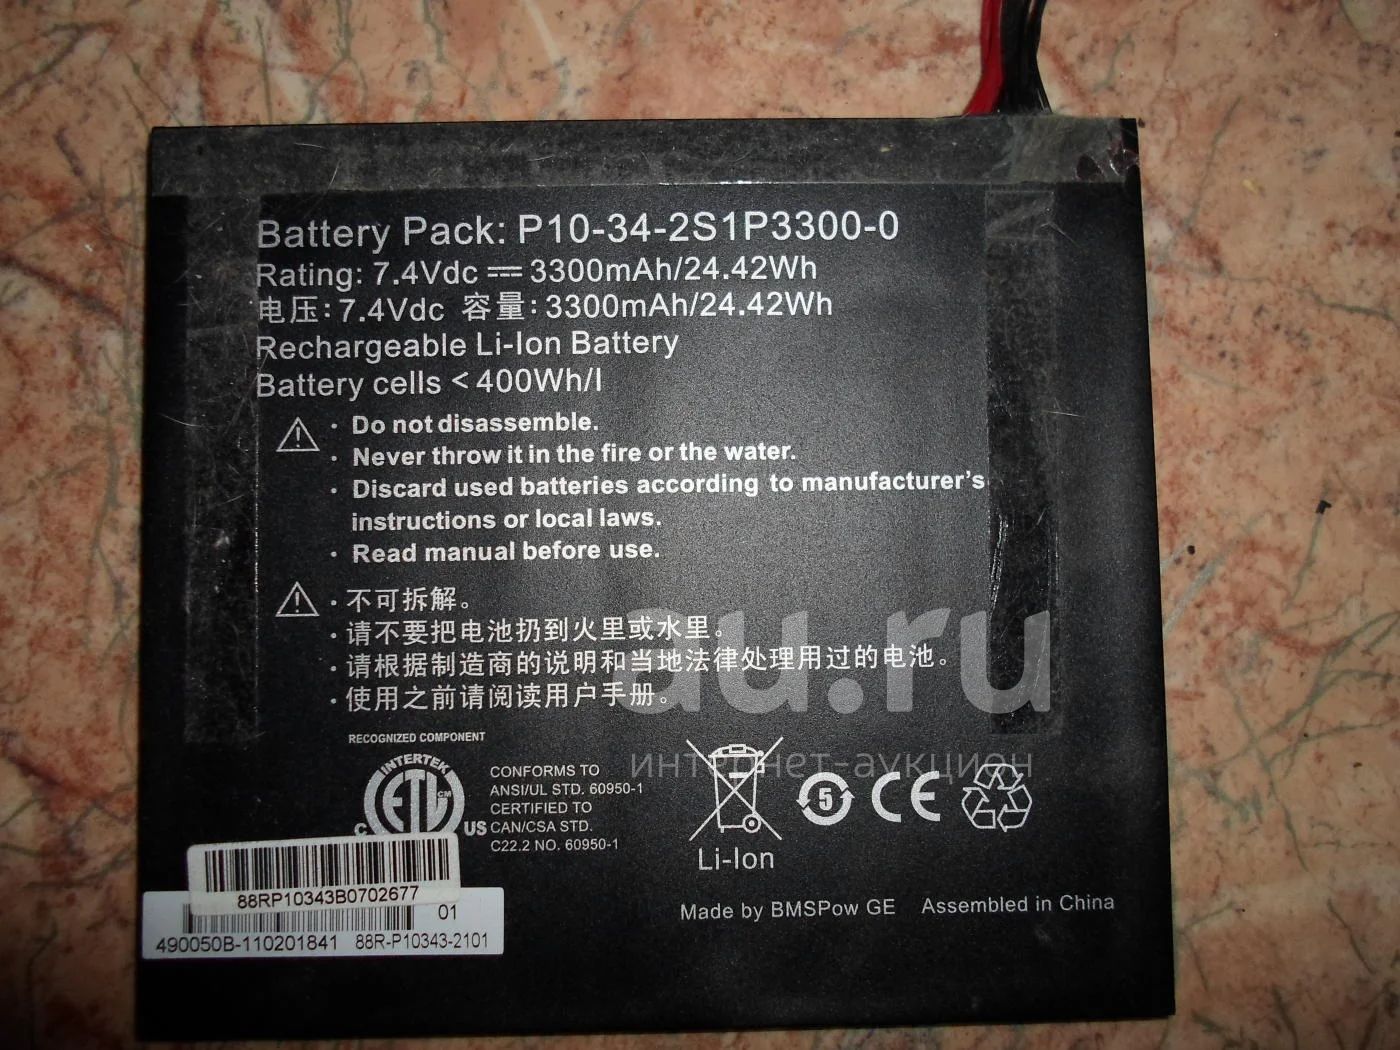 Battery Pack: P10-34-2S1P3300-0
Rating: 7.4Vdc ⎓ 3300mAh/24.42Wh
电压: 7.4Vdc 容量: 3300mAh/24.42Wh
Rechargeable Li-Ion Battery
Battery cells < 400Wh/l
· Do not disassemble.
· Never throw it in the fire or the water.
· Discard used batteries according to manufacturer's
instructions or local laws.
· Read manual before use.
· 不可拆解。
· 请不要把电池扔到火里或水里。
· 请根据制造商的说明和当地法律处理用过的电池。
· 使用之前请阅读用户手册。
au.ru
интернет-аукцион
RECOGNIZED COMPONENT
INTERTEK
ETL CM
C US
CONFORMS TO
ANSI/UL STD. 60950-1
CERTIFIED TO
CAN/CSA STD.
C22.2 NO. 60950-1
5
CE
Li-Ion
88RP10343B0702677
01
490050B-110201841 88R-P10343-2101
Made by BMSPow GE Assembled in China